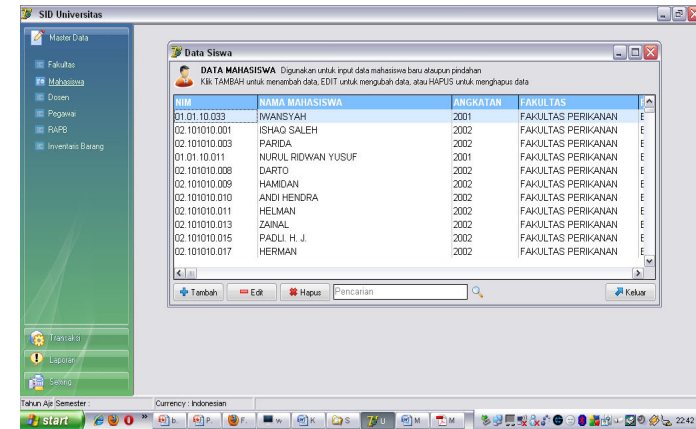 SID Universitas
Master Data
Fakultas
Mahasiswa
Dosen
Pegawai
RAPB
Inventaris Barang
Transaksi
Laporan
Setting
Data Siswa
DATA MAHASISWA Digunakan untuk input data mahasiswa baru ataupun pindahan
Klik TAMBAH untuk menambah data, EDIT untuk mengubah data, atau HAPUS untuk menghapus data
NIM NAMA MAHASISWA ANGKATAN FAKULTAS
01.01.10.033 IWANSYAH 2001 FAKULTAS PERIKANAN
02.101010.001 ISHAQ SALEH 2002 FAKULTAS PERIKANAN
02.101010.003 PARIDA 2002 FAKULTAS PERIKANAN
01.01.10.011 NURUL RIDWAN YUSUF 2001 FAKULTAS PERIKANAN
02.101010.008 DARTO 2002 FAKULTAS PERIKANAN
02.101010.009 HAMIDAN 2002 FAKULTAS PERIKANAN
02.101010.010 ANDI HENDRA 2002 FAKULTAS PERIKANAN
02.101010.011 HELMAN 2002 FAKULTAS PERIKANAN
02.101010.013 ZAINAL 2002 FAKULTAS PERIKANAN
02.101010.015 PADLI. H. J. 2002 FAKULTAS PERIKANAN
02.101010.017 HERMAN 2002 FAKULTAS PERIKANAN
Tambah Edit Hapus Pencarian Keluar
Tahun Aje Semester : Currency : Indonesian
start b. P. F. w K S U M M 22:42